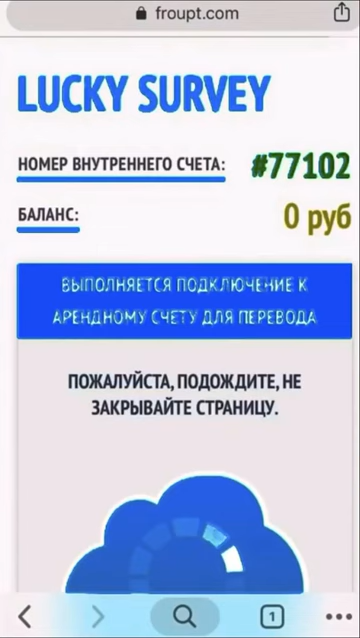 froupt.com
LUCKY SURVEY
НОМЕР ВНУТРЕННЕГО СЧЕТА: #77102
БАЛАНС: 0 руб
ВЫПОЛНЯЕТСЯ ПОДКЛЮЧЕНИЕ К
АРЕНДНОМУ СЧЕТУ ДЛЯ ПЕРЕВОДА
ПОЖАЛУЙСТА, ПОДОЖДИТЕ, НЕ
ЗАКРЫВАЙТЕ СТРАНИЦУ.
1